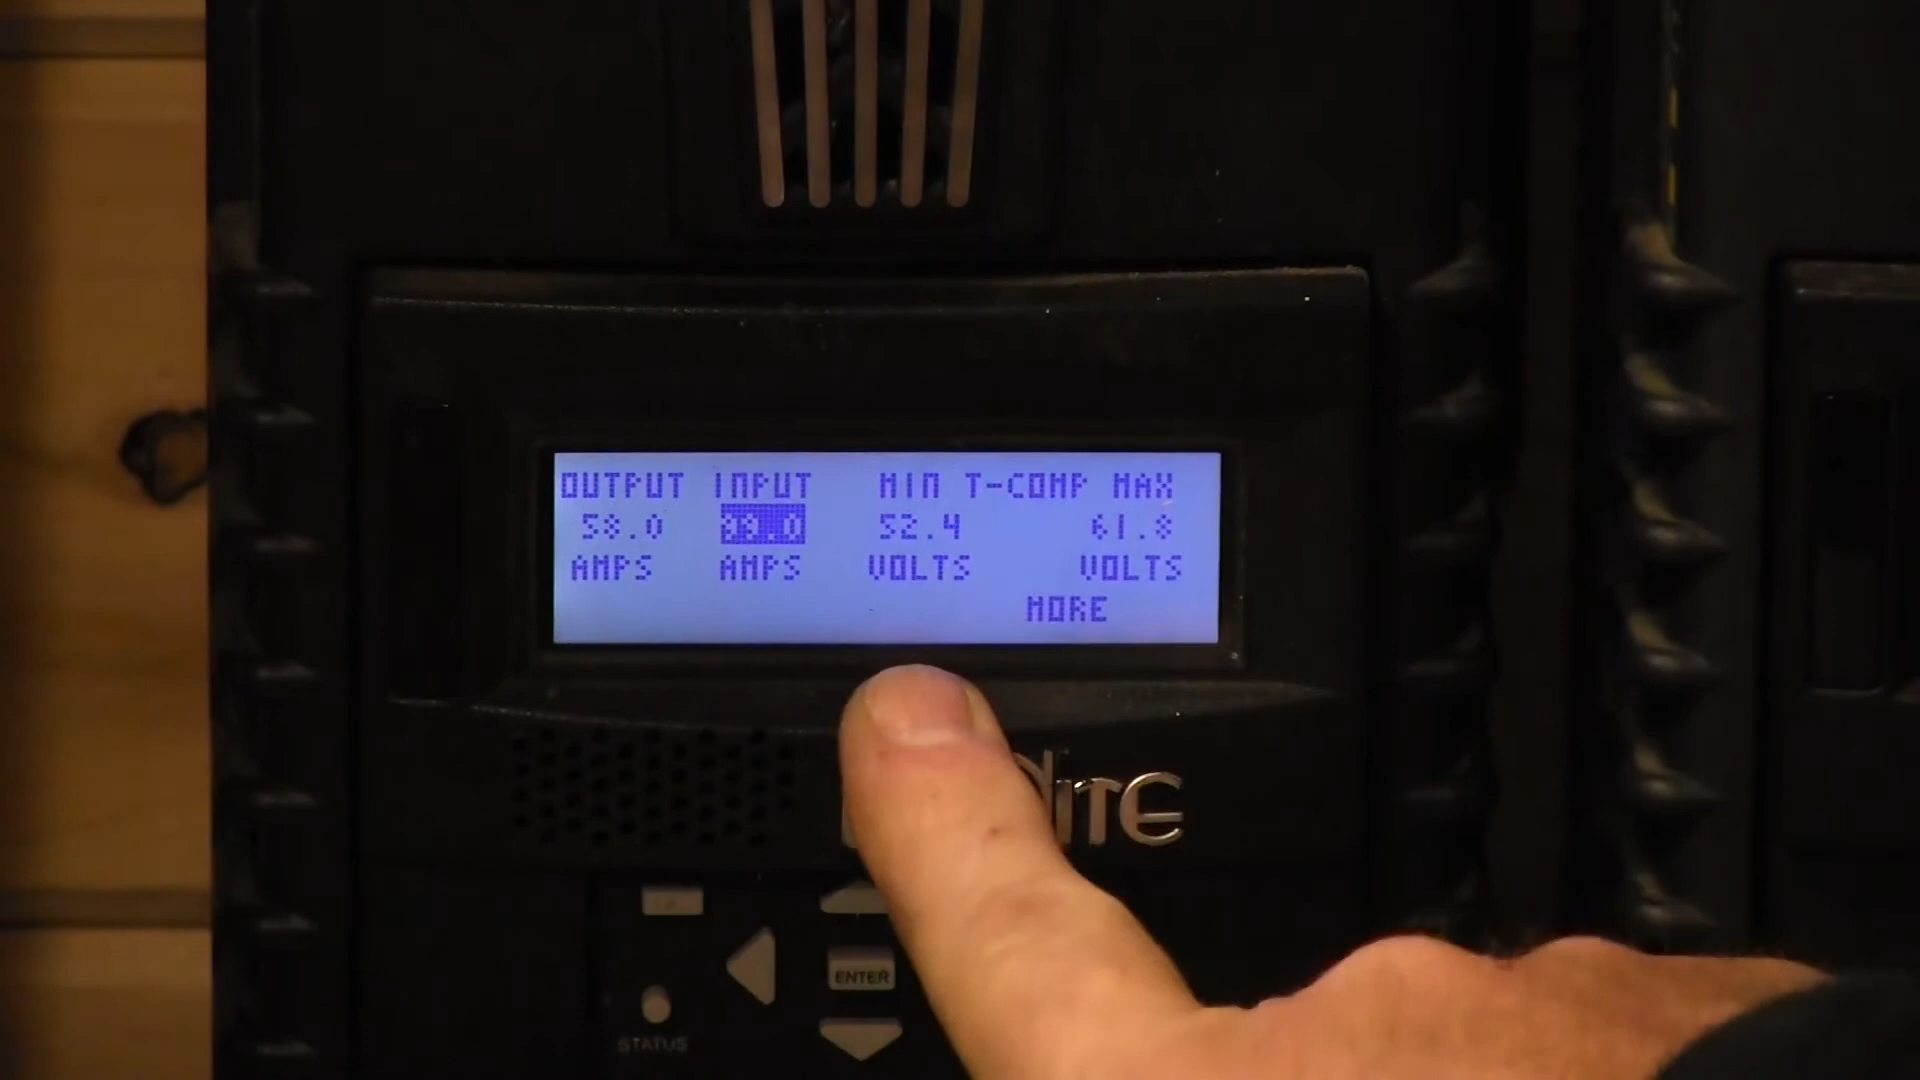 OUTPUT INPUT MIN T-COMP MAX
58.0 52.4 61.8
AMPS AMPS VOLTS VOLTS
MORE
ENTER
STATUS